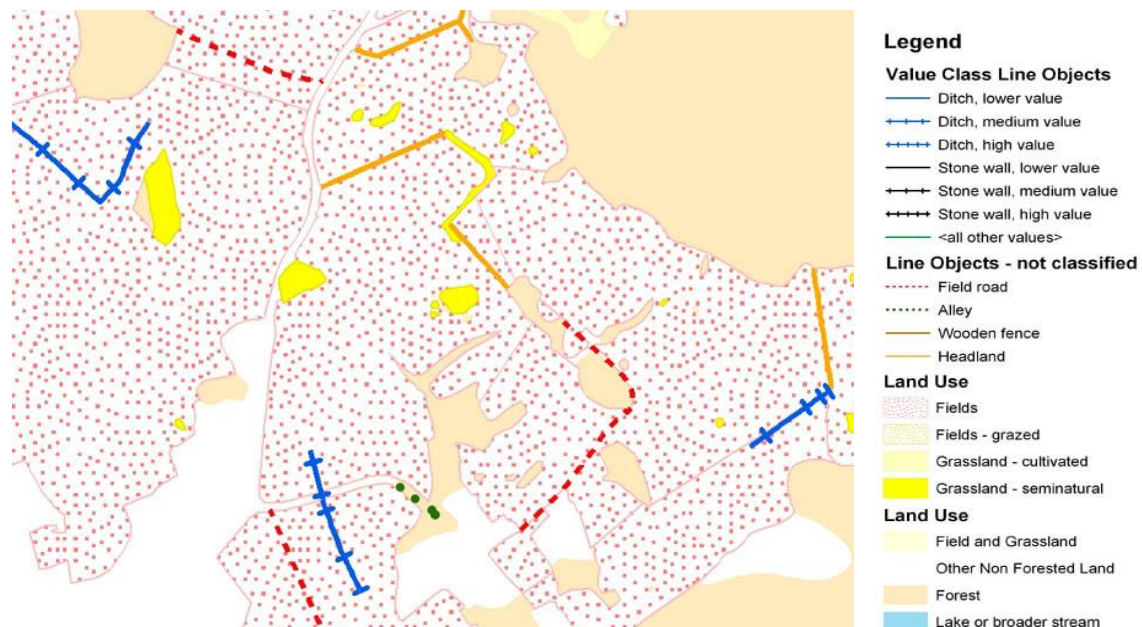 Legend
Value Class Line Objects
Ditch, lower value
Ditch, medium value
Ditch, high value
Stone wall, lower value
Stone wall, medium value
Stone wall, high value
<all other values>
Line Objects - not classified
Field road
Alley
Wooden fence
Headland
Land Use
Fields
Fields - grazed
Grassland - cultivated
Grassland - seminatural
Land Use
Field and Grassland
Other Non Forested Land
Forest
Lake or broader stream